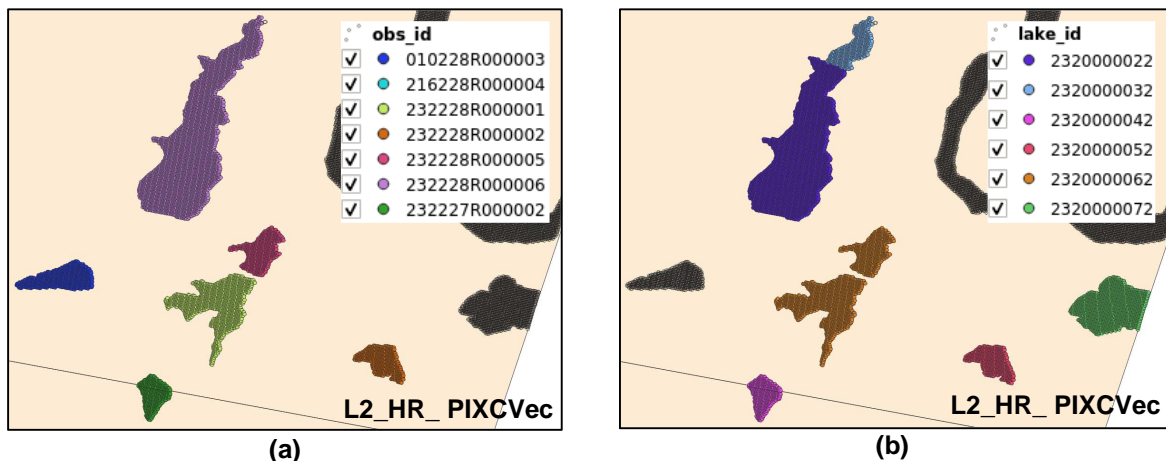 obs_id
010228R000003
216228R000004
232228R000001
232228R000002
232228R000005
232228R000006
232227R000002
L2_HR_ PIXCVec
(a)
lake_id
2320000022
2320000032
2320000042
2320000052
2320000062
2320000072
L2_HR_ PIXCVec
(b)